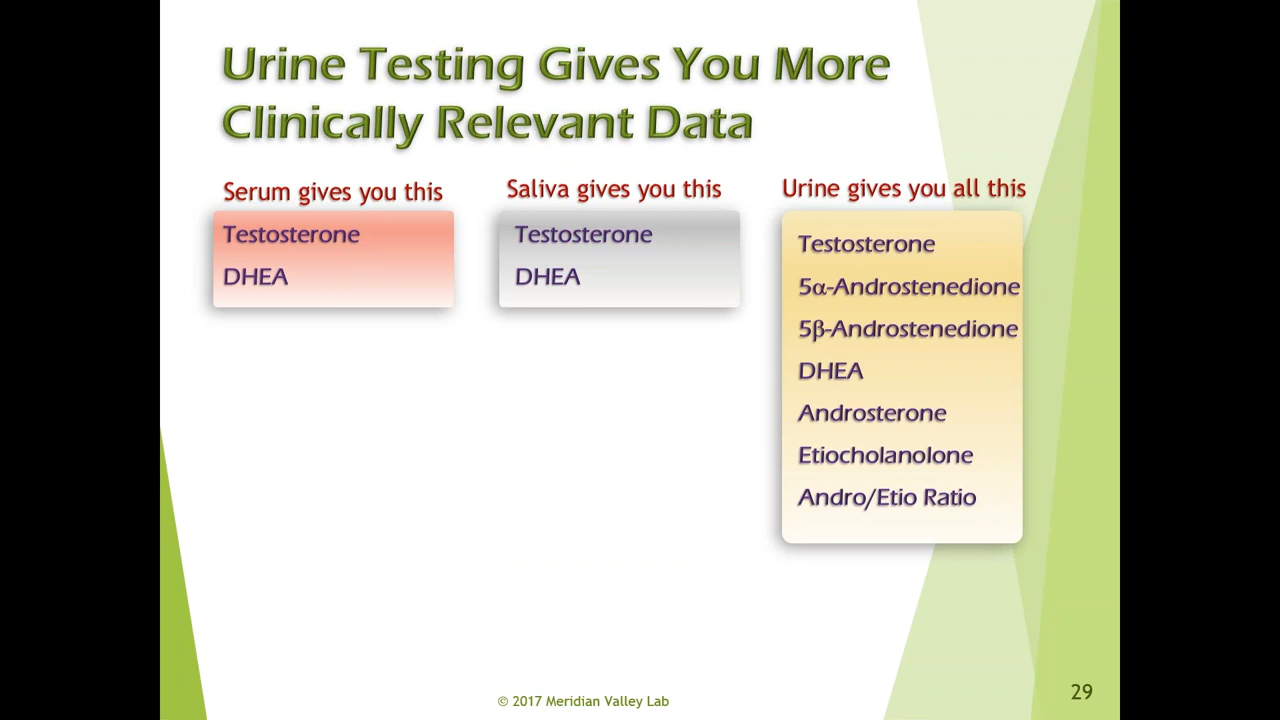 Urine Testing Gives You More
Clinically Relevant Data
Serum gives you this
Testosterone
DHEA
Saliva gives you this
Testosterone
DHEA
Urine gives you all this
Testosterone
5α-Androstenedione
5β-Androstenedione
DHEA
Androsterone
Etiocholanolone
Andro/Etio Ratio
© 2017 Meridian Valley Lab
29